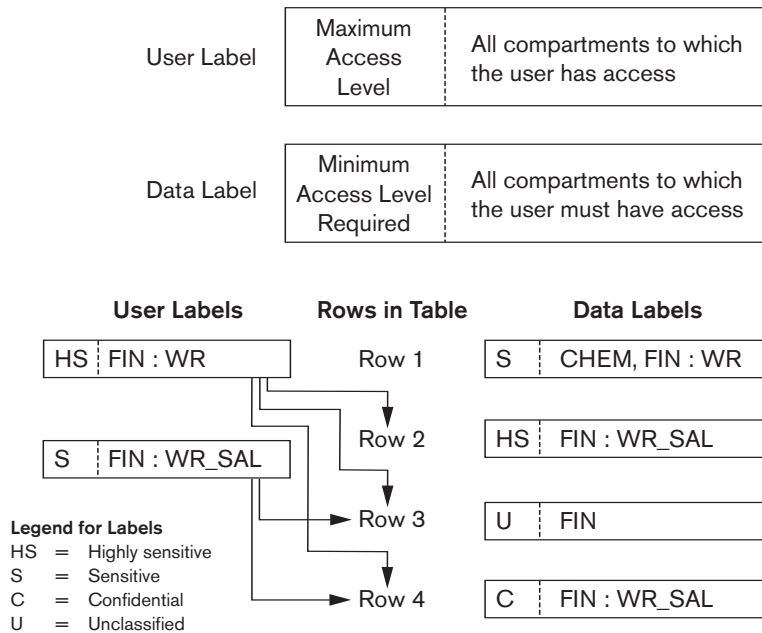 User Label
Maximum
Access
Level
All compartments to which
the user has access
Data Label
Minimum
Access Level
Required
All compartments to which
the user must have access
User Labels
Rows in Table
Data Labels
HS FIN : WR
Row 1
S CHEM, FIN : WR
Row 2
HS FIN : WR_SAL
S FIN : WR_SAL
Row 3
U FIN
Legend for Labels
HS = Highly sensitive
S = Sensitive
C = Confidential
U = Unclassified
Row 4
C FIN : WR_SAL